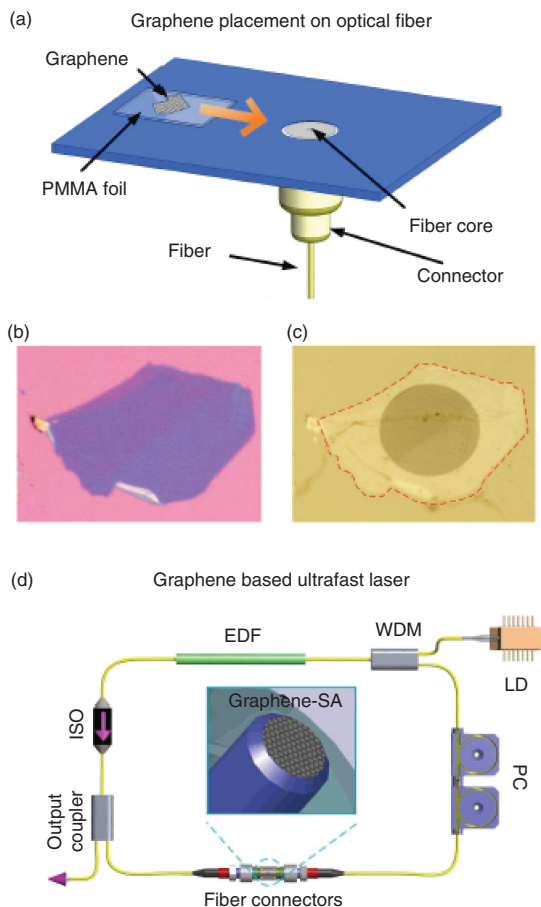 (a)
Graphene placement on optical fiber
Graphene
PMMA foil
Fiber core
Fiber
Connector
(b)
(c)
(d)
Graphene based ultrafast laser
EDF
WDM
LD
Graphene-SA
ISO
PC
Output
coupler
Fiber connectors